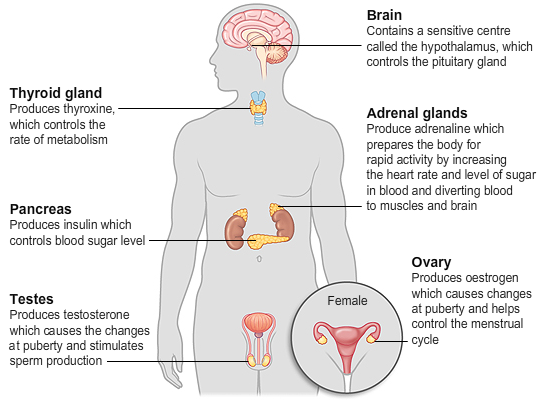 Brain
Contains a sensitive centre
called the hypothalamus, which
controls the pituitary gland
Thyroid gland
Produces thyroxine,
which controls the
rate of metabolism
Adrenal glands
Produce adrenaline which
prepares the body for
rapid activity by increasing
the heart rate and level of sugar
in blood and diverting blood
to muscles and brain
Pancreas
Produces insulin which
controls blood sugar level
Ovary
Produces oestrogen
which causes changes
at puberty and helps
control the menstrual
cycle
Testes
Produces testosterone
which causes the changes
at puberty and stimulates
sperm production
Female